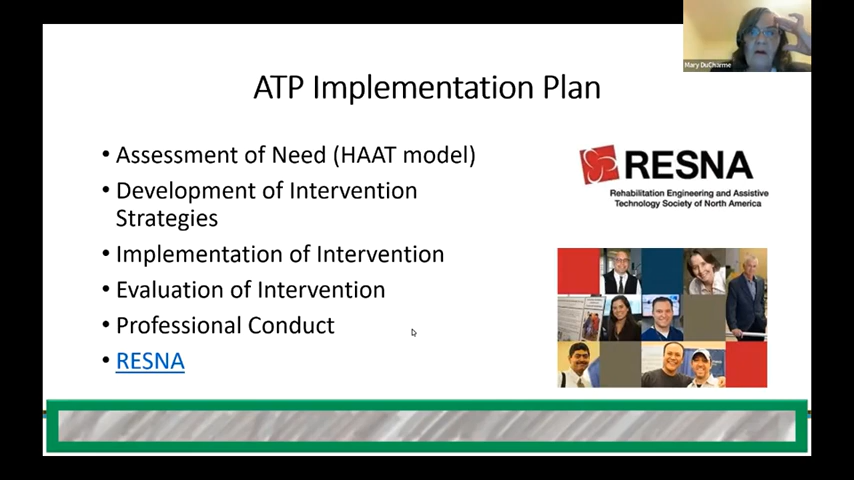 Mary DuCharme
ATP Implementation Plan
• Assessment of Need (HAAT model)
• Development of Intervention
Strategies
• Implementation of Intervention
• Evaluation of Intervention
• Professional Conduct
• RESNA
RESNA
Rehabilitation Engineering and Assistive
Technology Society of North America